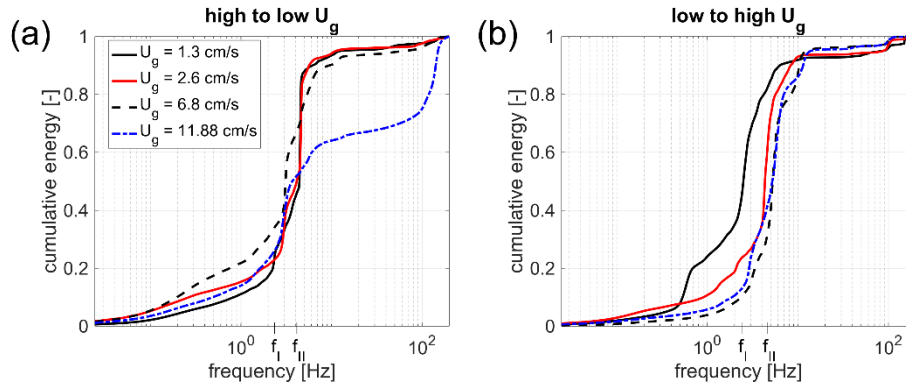 (a)
high to low U_g
U_g = 1.3 cm/s
U_g = 2.6 cm/s
U_g = 6.8 cm/s
U_g = 11.88 cm/s
cumulative energy [-]
1
0.8
0.6
0.4
0.2
0
10^0
f_I
f_II
10^2
frequency [Hz]
(b)
low to high U_g
cumulative energy [-]
1
0.8
0.6
0.4
0.2
0
10^0
f_I
f_II
10^2
frequency [Hz]